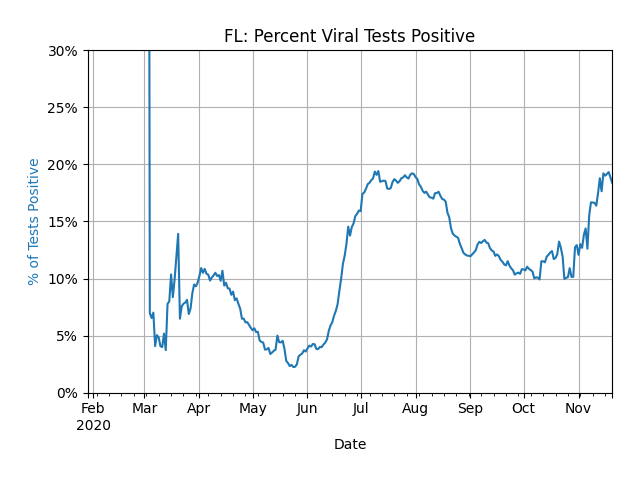 FL: Percent Viral Tests Positive
% of Tests Positive
30%
25%
20%
15%
10%
5%
0%
Feb Mar Apr May Jun Jul Aug Sep Oct Nov
2020
Date